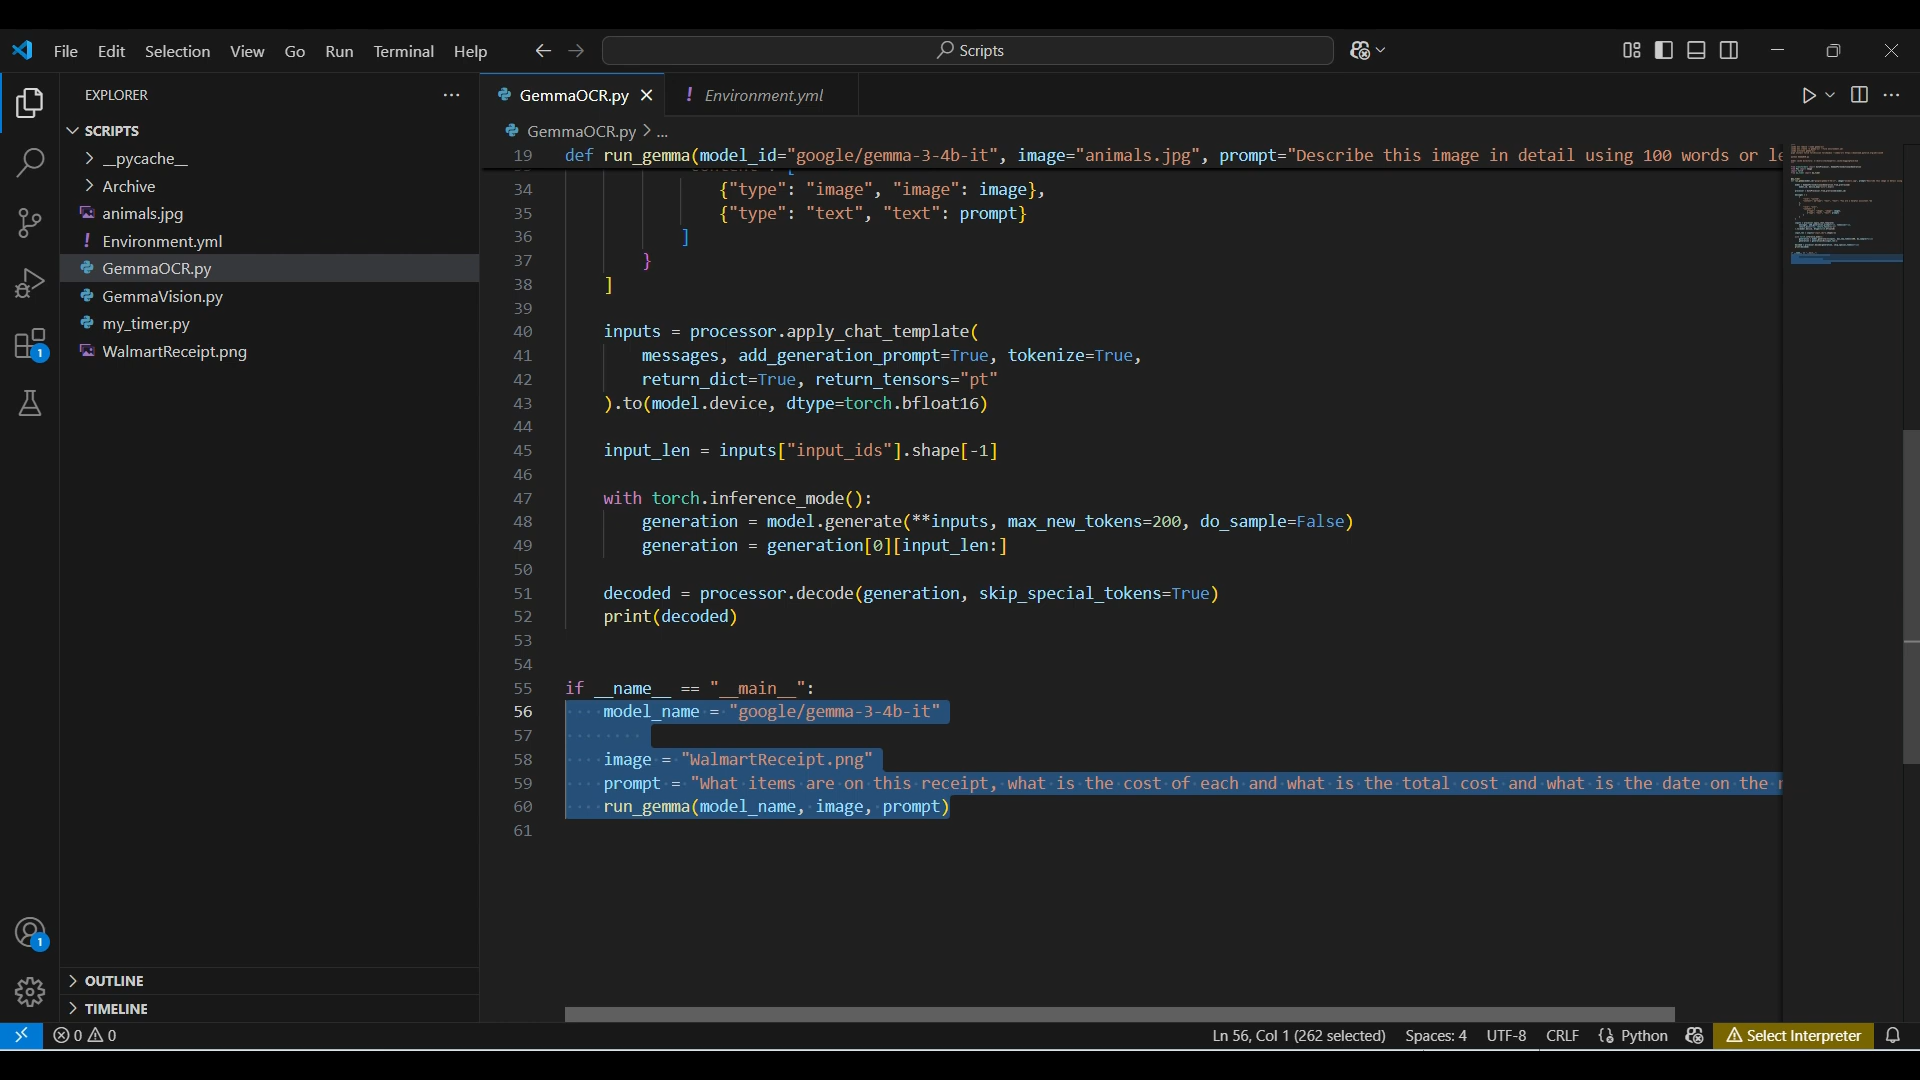 File Edit Selection View Go Run Terminal Help
Scripts
EXPLORER
SCRIPTS
__pycache__
Archive
animals.jpg
! Environment.yml
GemmaOCR.py
GemmaVision.py
my_timer.py
WalmartReceipt.png
1
1
OUTLINE
TIMELINE
GemmaOCR.py
! Environment.yml
GemmaOCR.py > ...
19 def run_gemma(model_id="google/gemma-3-4b-it", image="animals.jpg", prompt="Describe this image in detail using 100 words or
34 {"type": "image", "image": image},
35 {"type": "text", "text": prompt}
36 ]
37 }
38 ]
39
40 inputs = processor.apply_chat_template(
41 messages, add_generation_prompt=True, tokenize=True,
42 return_dict=True, return_tensors="pt"
43 ).to(model.device, dtype=torch.bfloat16)
44
45 input_len = inputs["input_ids"].shape[-1]
46
47 with torch.inference_mode():
48 generation = model.generate(**inputs, max_new_tokens=200, do_sample=False)
49 generation = generation[0][input_len:]
50
51 decoded = processor.decode(generation, skip_special_tokens=True)
52 print(decoded)
53
54
55 if __name__ == "__main__":
56 model_name = "google/gemma-3-4b-it"
57
58 image = "WalmartReceipt.png"
59 prompt = "What items are on this receipt, what is the cost of each and what is the total cost and what is the date on the
60 run_gemma(model_name, image, prompt)
61
0 0
Ln 56, Col 1 (262 selected) Spaces: 4 UTF-8 CRLF {} Python Select Interpreter